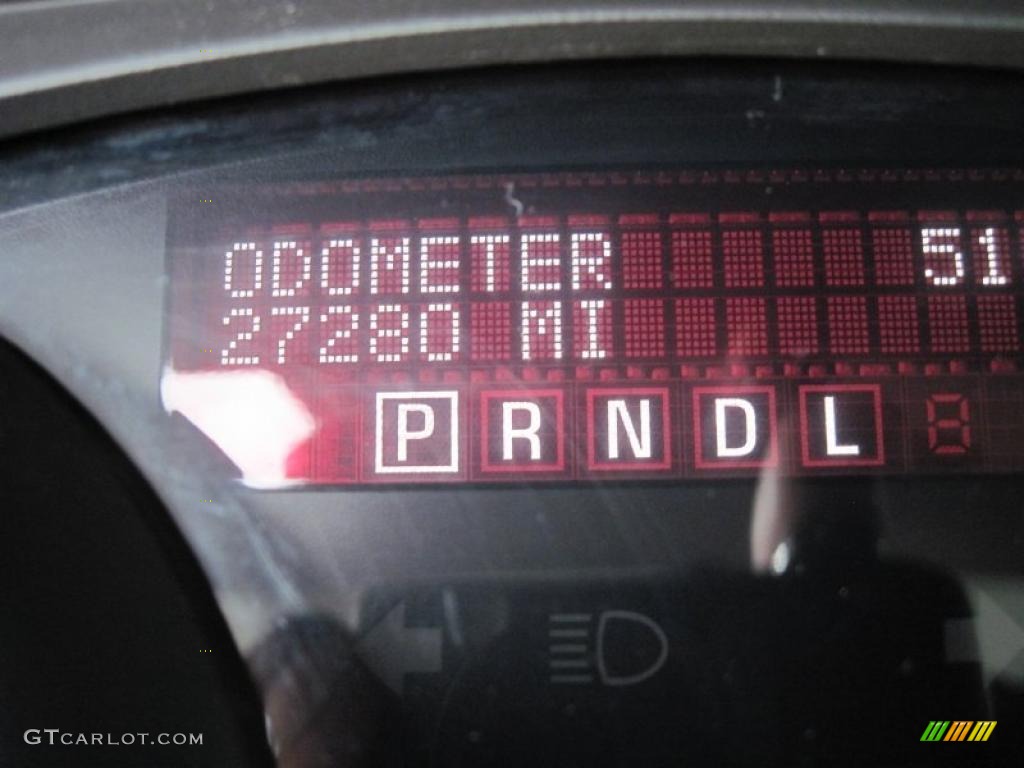 ODOMETER 51
27280 MI
P R N D L
GTCARLOT.COM